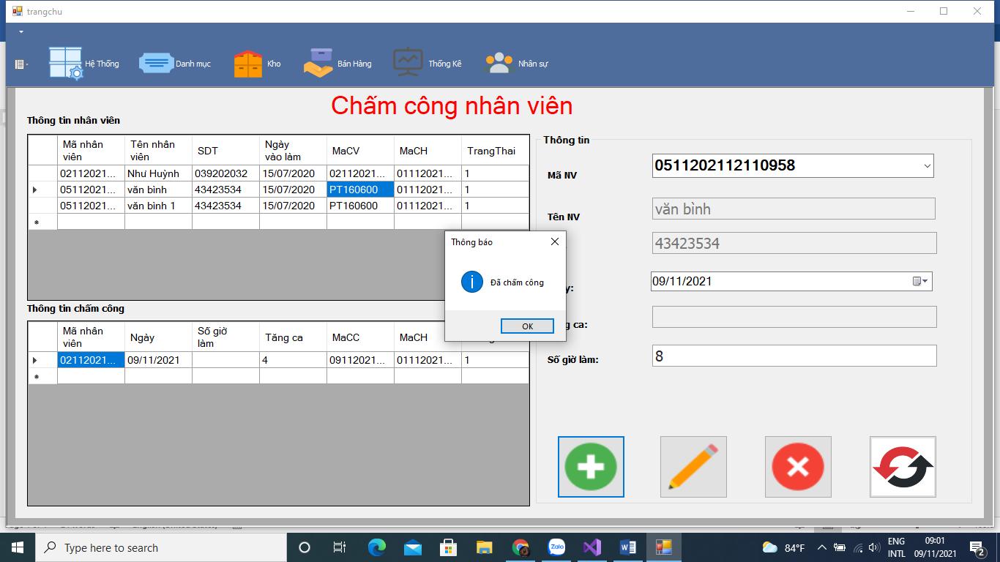 trangchu
Hệ Thống
Danh mục
Kho
Bán Hàng
Thống Kê
Nhân sự
Chấm công nhân viên
Thông tin nhân viên
Mã nhân viên Tên nhân viên SDT Ngày vào làm MaCV MaCH TrangThai
02112021... Như Huỳnh 039202032 15/07/2020 02112021... 01112021... 1
05112021... văn bình 43423534 15/07/2020 PT160600 01112021... 1
05112021... văn bình 1 43423534 15/07/2020 PT160600 01112021... 1
Thông tin chấm công
Mã nhân viên Ngày Số giờ làm Tăng ca MaCC MaCH
02112021... 09/11/2021 4 09112021... 01112021... 1
Thông báo
Đã chấm công
OK
Thông tin
Mã NV
0511202112110958
Tên NV
văn bình
43423534
y:
09/11/2021
ca:
Số giờ làm:
8
Type here to search
Zalo
84°F
ENG
INTL
09:01
09/11/2021
2